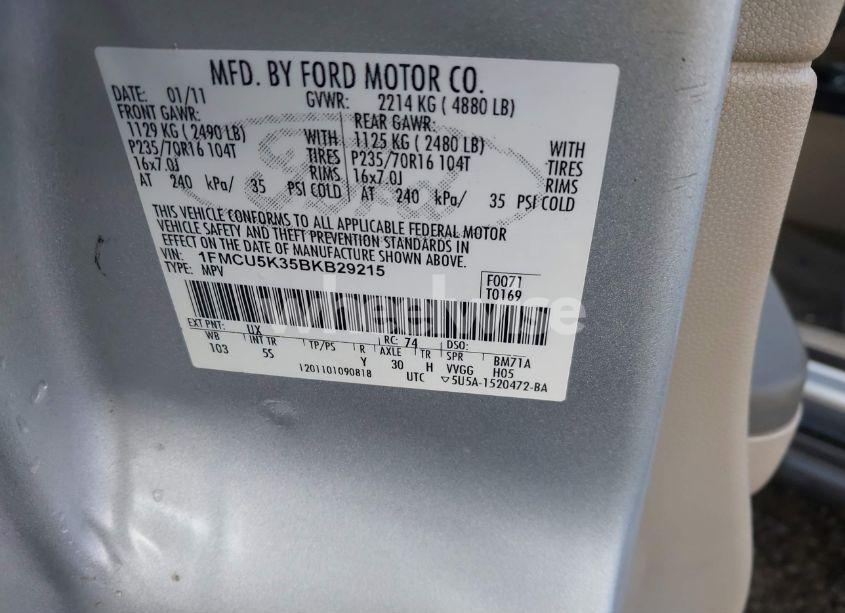 MFD. BY FORD MOTOR CO.
DATE: 01/11 GVWR: 2214 KG ( 4880 LB)
FRONT GAWR: REAR GAWR:
1129 KG ( 2490 LB) WITH 1125 KG ( 2480 LB) WITH
P235/70R16 104T TIRES P235/70R16 104T TIRES
16x7.0J RIMS 16x7.0J RIMS
AT 240 kPa/ 35 PSI COLD AT 240 kPa/ 35 PSI COLD
THIS VEHICLE CONFORMS TO ALL APPLICABLE FEDERAL MOTOR
VEHICLE SAFETY AND THEFT PREVENTION STANDARDS IN
EFFECT ON THE DATE OF MANUFACTURE SHOWN ABOVE.
VIN: 1FMCU5K35BKB29215
TYPE: MPV
F0071
T0169
EXT PNT: UX RC: 74 DSO:
WB INT TR TP/PS R AXLE TR SPR BM71A
103 5S Y 30 H VVGG H05
1201101090818 UTC ▽5U5A-1520472-BA
Ford
wheelwise